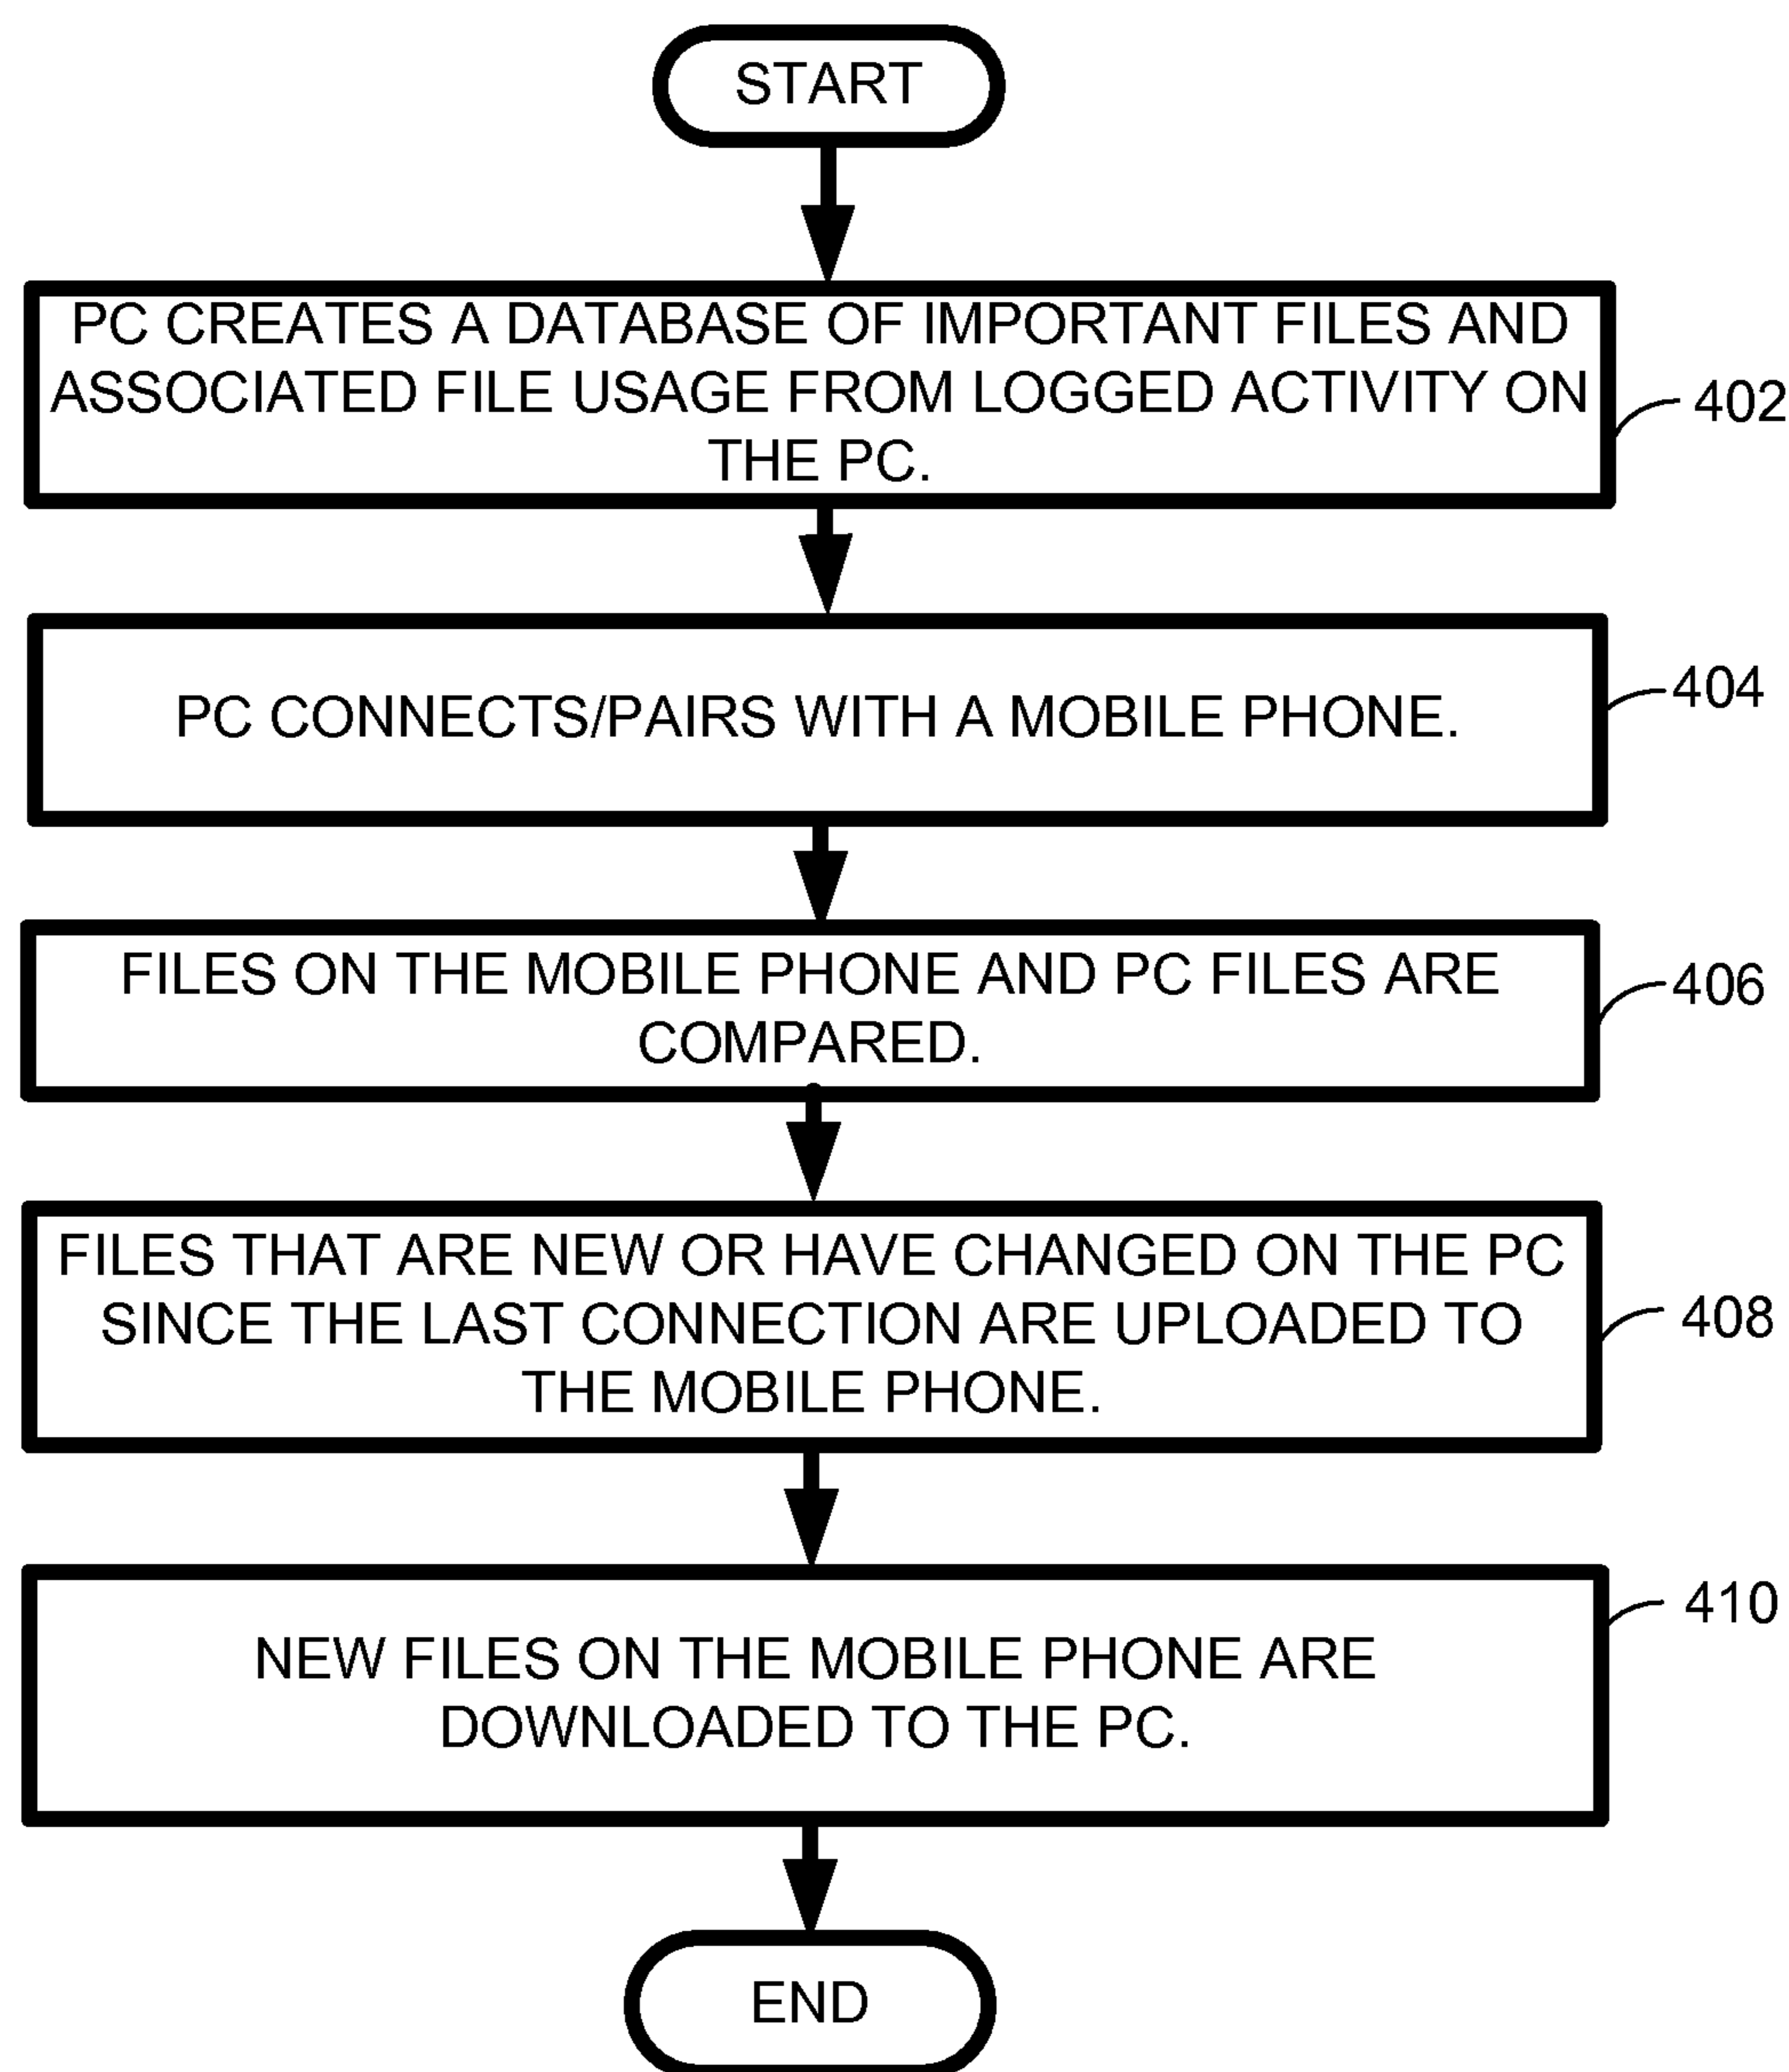 START
PC CREATES A DATABASE OF IMPORTANT FILES AND
ASSOCIATED FILE USAGE FROM LOGGED ACTIVITY ON
THE PC.
402
PC CONNECTS/PAIRS WITH A MOBILE PHONE.
404
FILES ON THE MOBILE PHONE AND PC FILES ARE
COMPARED.
406
FILES THAT ARE NEW OR HAVE CHANGED ON THE PC
SINCE THE LAST CONNECTION ARE UPLOADED TO
THE MOBILE PHONE.
408
NEW FILES ON THE MOBILE PHONE ARE
DOWNLOADED TO THE PC.
410
END